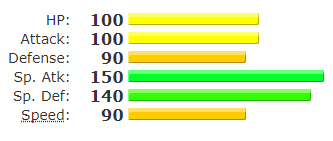 HP: 100
Attack: 100
Defense: 90
Sp. Atk: 150
Sp. Def: 140
Speed: 90